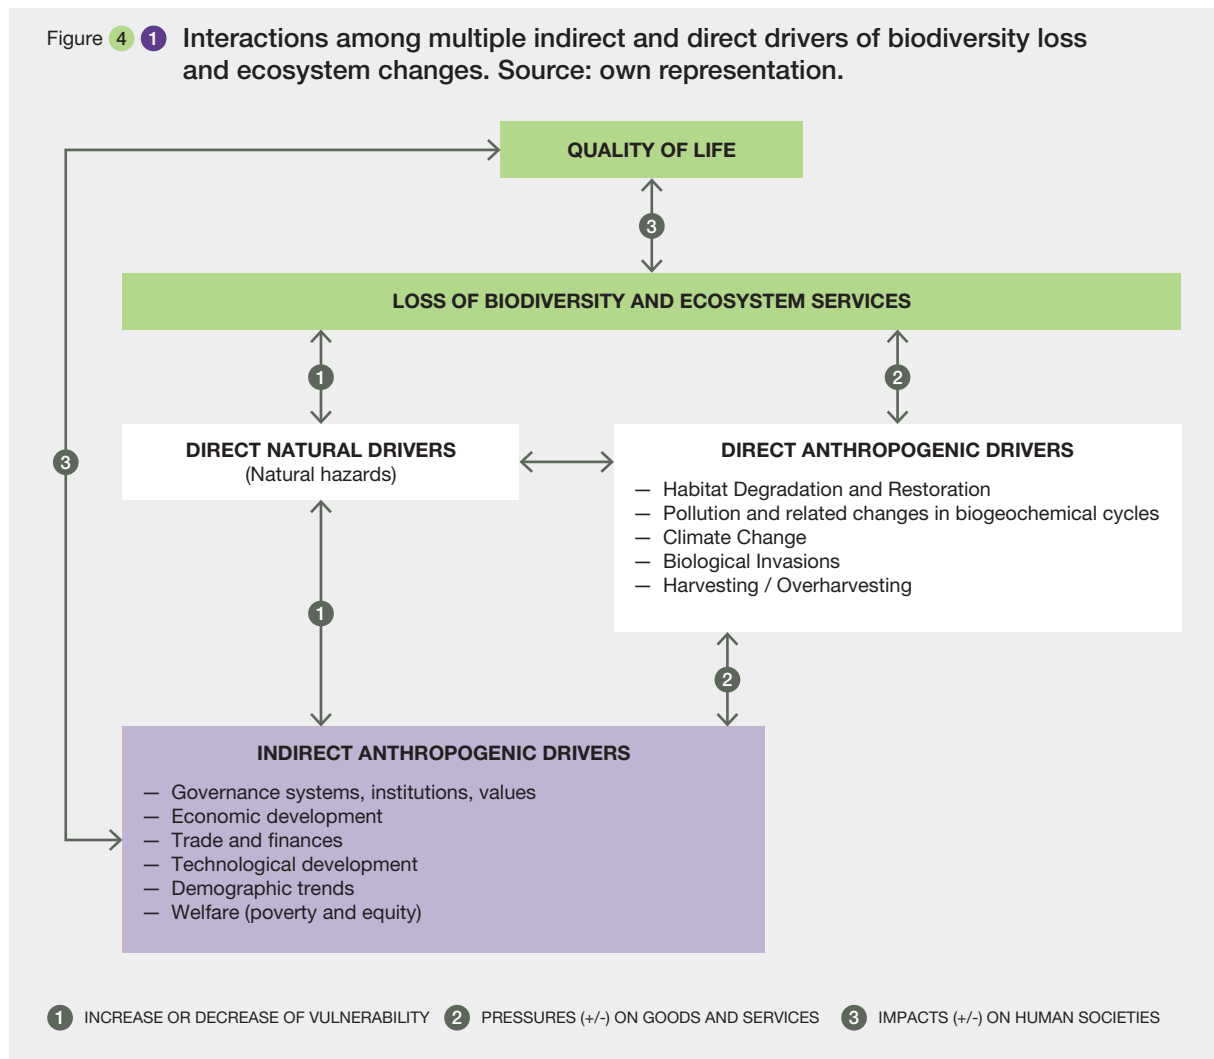 Figure 4 1 Interactions among multiple indirect and direct drivers of biodiversity loss
and ecosystem changes. Source: own representation.
QUALITY OF LIFE
3
LOSS OF BIODIVERSITY AND ECOSYSTEM SERVICES
1
2
DIRECT NATURAL DRIVERS
(Natural hazards)
DIRECT ANTHROPOGENIC DRIVERS
— Habitat Degradation and Restoration
— Pollution and related changes in biogeochemical cycles
— Climate Change
— Biological Invasions
— Harvesting / Overharvesting
3
1
2
INDIRECT ANTHROPOGENIC DRIVERS
— Governance systems, institutions, values
— Economic development
— Trade and finances
— Technological development
— Demographic trends
— Welfare (poverty and equity)
1 INCREASE OR DECREASE OF VULNERABILITY 2 PRESSURES (+/-) ON GOODS AND SERVICES 3 IMPACTS (+/-) ON HUMAN SOCIETIES